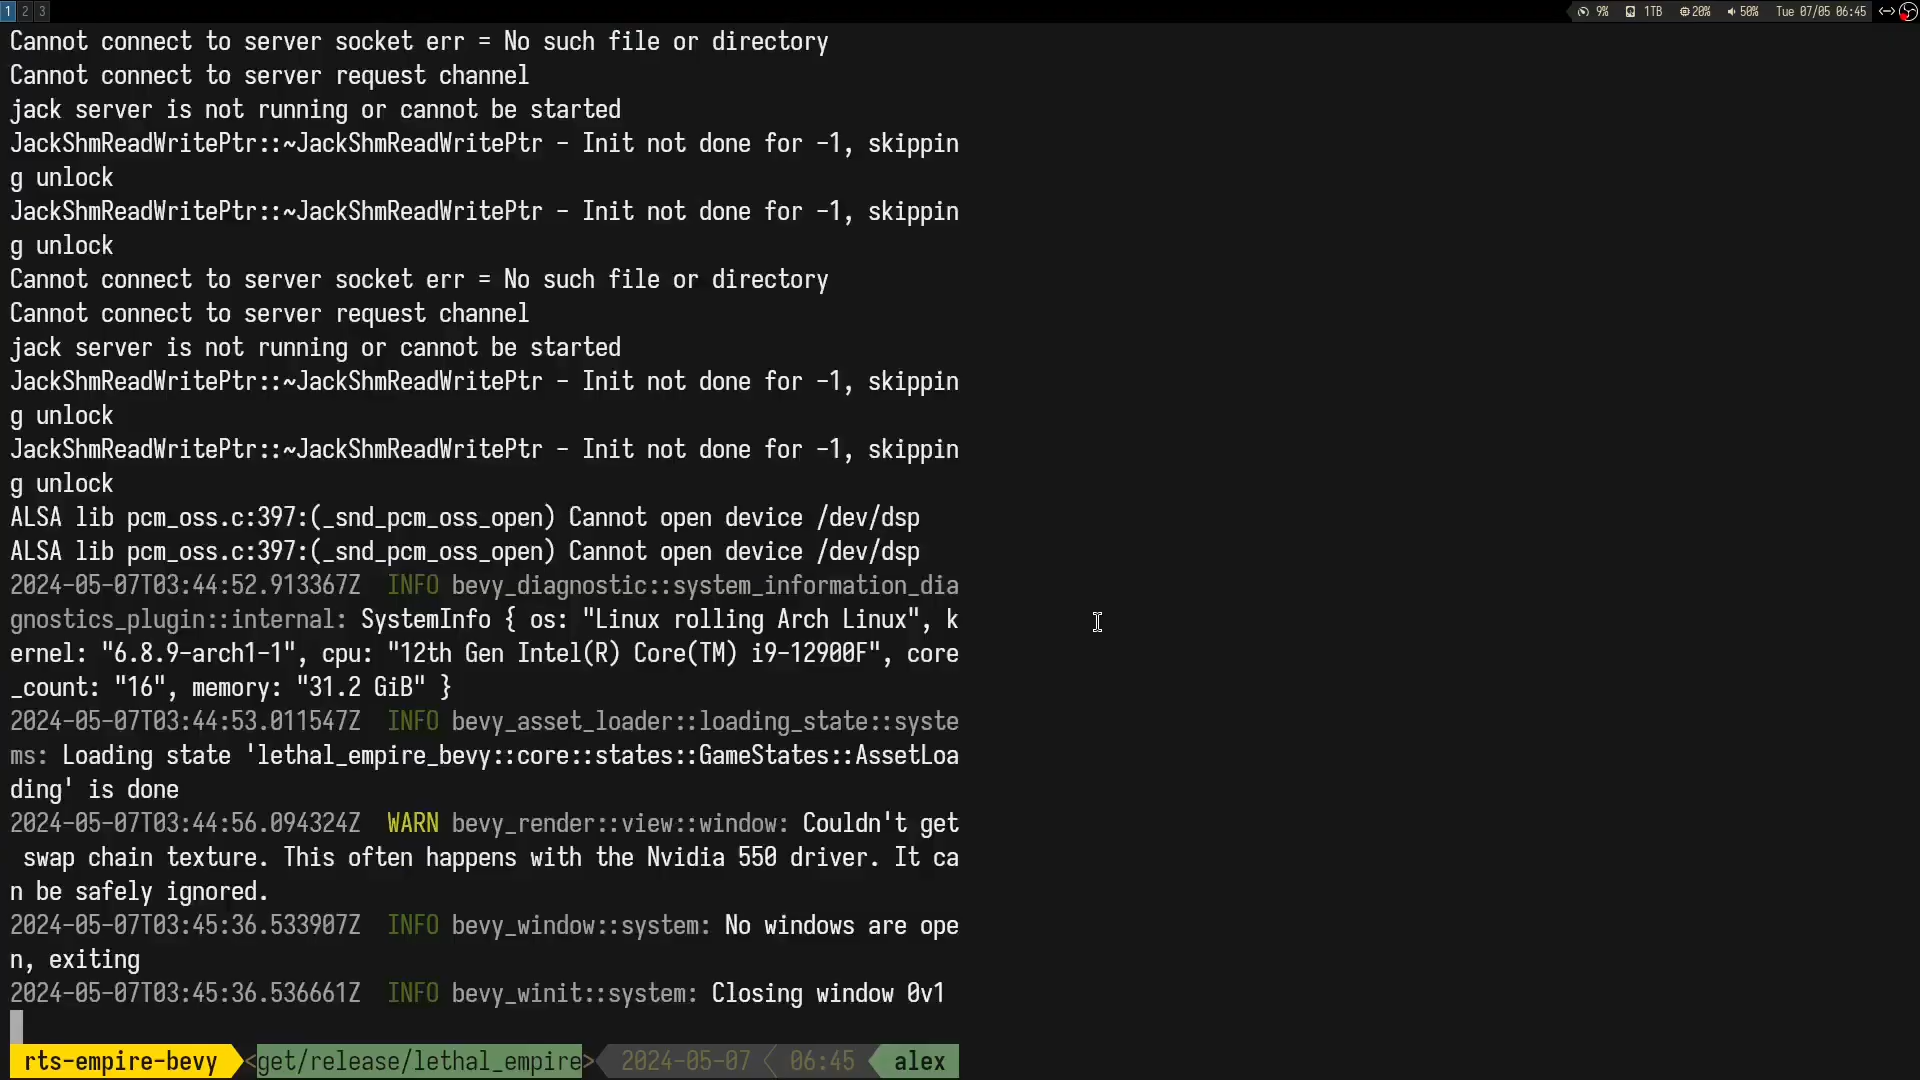 1 2 3
9% 1TB 20% 50% Tue 07/05 06:45
Cannot connect to server socket err = No such file or directory
Cannot connect to server request channel
jack server is not running or cannot be started
JackShmReadWritePtr::~JackShmReadWritePtr - Init not done for -1, skippin
g unlock
JackShmReadWritePtr::~JackShmReadWritePtr - Init not done for -1, skippin
g unlock
Cannot connect to server socket err = No such file or directory
Cannot connect to server request channel
jack server is not running or cannot be started
JackShmReadWritePtr::~JackShmReadWritePtr - Init not done for -1, skippin
g unlock
JackShmReadWritePtr::~JackShmReadWritePtr - Init not done for -1, skippin
g unlock
ALSA lib pcm_oss.c:397:(_snd_pcm_oss_open) Cannot open device /dev/dsp
ALSA lib pcm_oss.c:397:(_snd_pcm_oss_open) Cannot open device /dev/dsp
2024-05-07T03:44:52.913367Z  INFO bevy_diagnostic::system_information_dia
gnostics_plugin::internal: SystemInfo { os: "Linux rolling Arch Linux", k
ernel: "6.8.9-arch1-1", cpu: "12th Gen Intel(R) Core(TM) i9-12900F", core
_count: "16", memory: "31.2 GiB" }
2024-05-07T03:44:53.011547Z  INFO bevy_asset_loader::loading_state::syste
ms: Loading state 'lethal_empire_bevy::core::states::GameStates::AssetLoa
ding' is done
2024-05-07T03:44:56.094324Z  WARN bevy_render::view::window: Couldn't get
 swap chain texture. This often happens with the Nvidia 550 driver. It ca
n be safely ignored.
2024-05-07T03:45:36.533907Z  INFO bevy_window::system: No windows are ope
n, exiting
2024-05-07T03:45:36.536661Z  INFO bevy_winit::system: Closing window 0v1
rts-empire-bevy <get/release/lethal_empire> 2024-05-07 06:45 alex